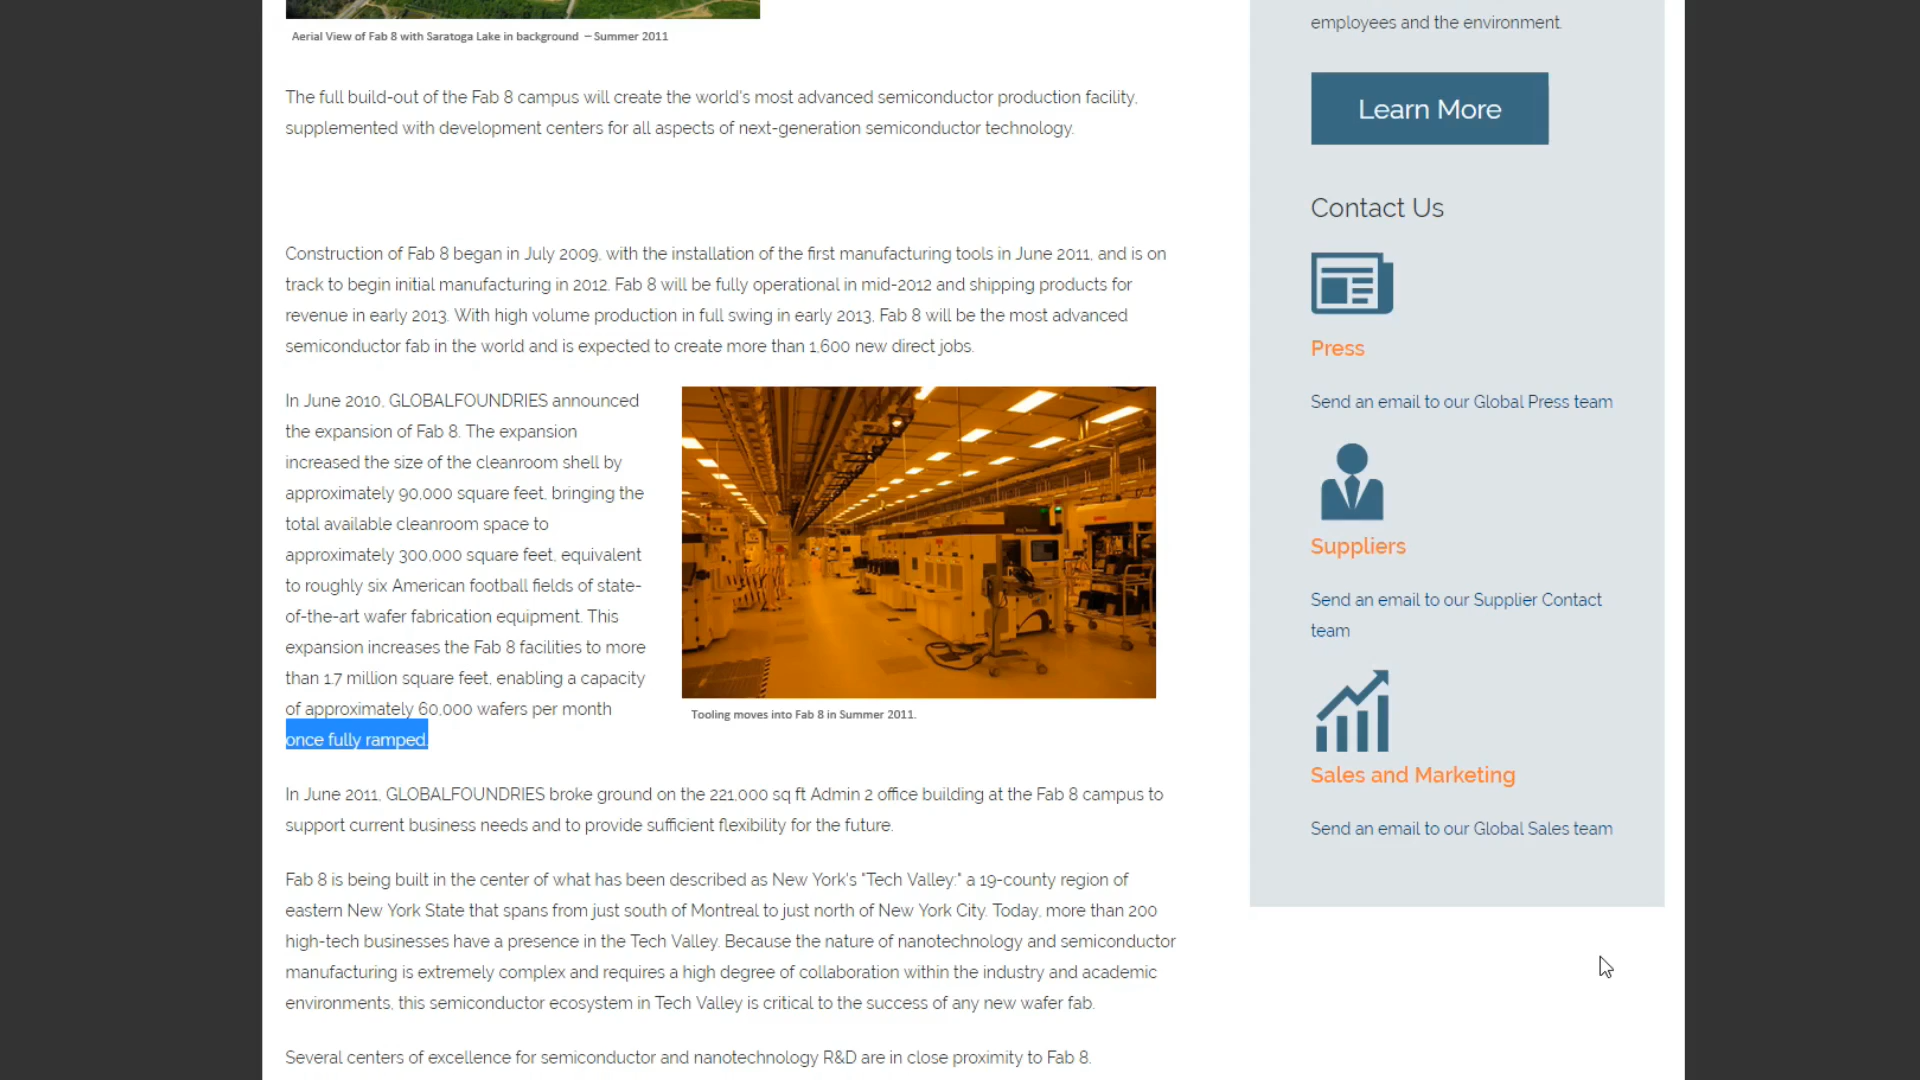 Aerial View of Fab 8 with Saratoga Lake in background – Summer 2011
The full build-out of the Fab 8 campus will create the world's most advanced semiconductor production facility,
supplemented with development centers for all aspects of next-generation semiconductor technology.
Construction of Fab 8 began in July 2009, with the installation of the first manufacturing tools in June 2011, and is on
track to begin initial manufacturing in 2012. Fab 8 will be fully operational in mid-2012 and shipping products for
revenue in early 2013. With high volume production in full swing in early 2013, Fab 8 will be the most advanced
semiconductor fab in the world and is expected to create more than 1,600 new direct jobs.
In June 2010, GLOBALFOUNDRIES announced
the expansion of Fab 8. The expansion
increased the size of the cleanroom shell by
approximately 90,000 square feet, bringing the
total available cleanroom space to
approximately 300,000 square feet, equivalent
to roughly six American football fields of state-
of-the-art wafer fabrication equipment. This
expansion increases the Fab 8 facilities to more
than 1.7 million square feet, enabling a capacity
of approximately 60,000 wafers per month
once fully ramped.
Tooling moves into Fab 8 in Summer 2011.
In June 2011, GLOBALFOUNDRIES broke ground on the 221,000 sq ft Admin 2 office building at the Fab 8 campus to
support current business needs and to provide sufficient flexibility for the future.
Fab 8 is being built in the center of what has been described as New York's "Tech Valley:" a 19-county region of
eastern New York State that spans from just south of Montreal to just north of New York City. Today, more than 200
high-tech businesses have a presence in the Tech Valley. Because the nature of nanotechnology and semiconductor
manufacturing is extremely complex and requires a high degree of collaboration within the industry and academic
environments, this semiconductor ecosystem in Tech Valley is critical to the success of any new wafer fab.
Several centers of excellence for semiconductor and nanotechnology R&D are in close proximity to Fab 8.
employees and the environment.
Learn More
Contact Us
Press
Send an email to our Global Press team
Suppliers
Send an email to our Supplier Contact
team
Sales and Marketing
Send an email to our Global Sales team